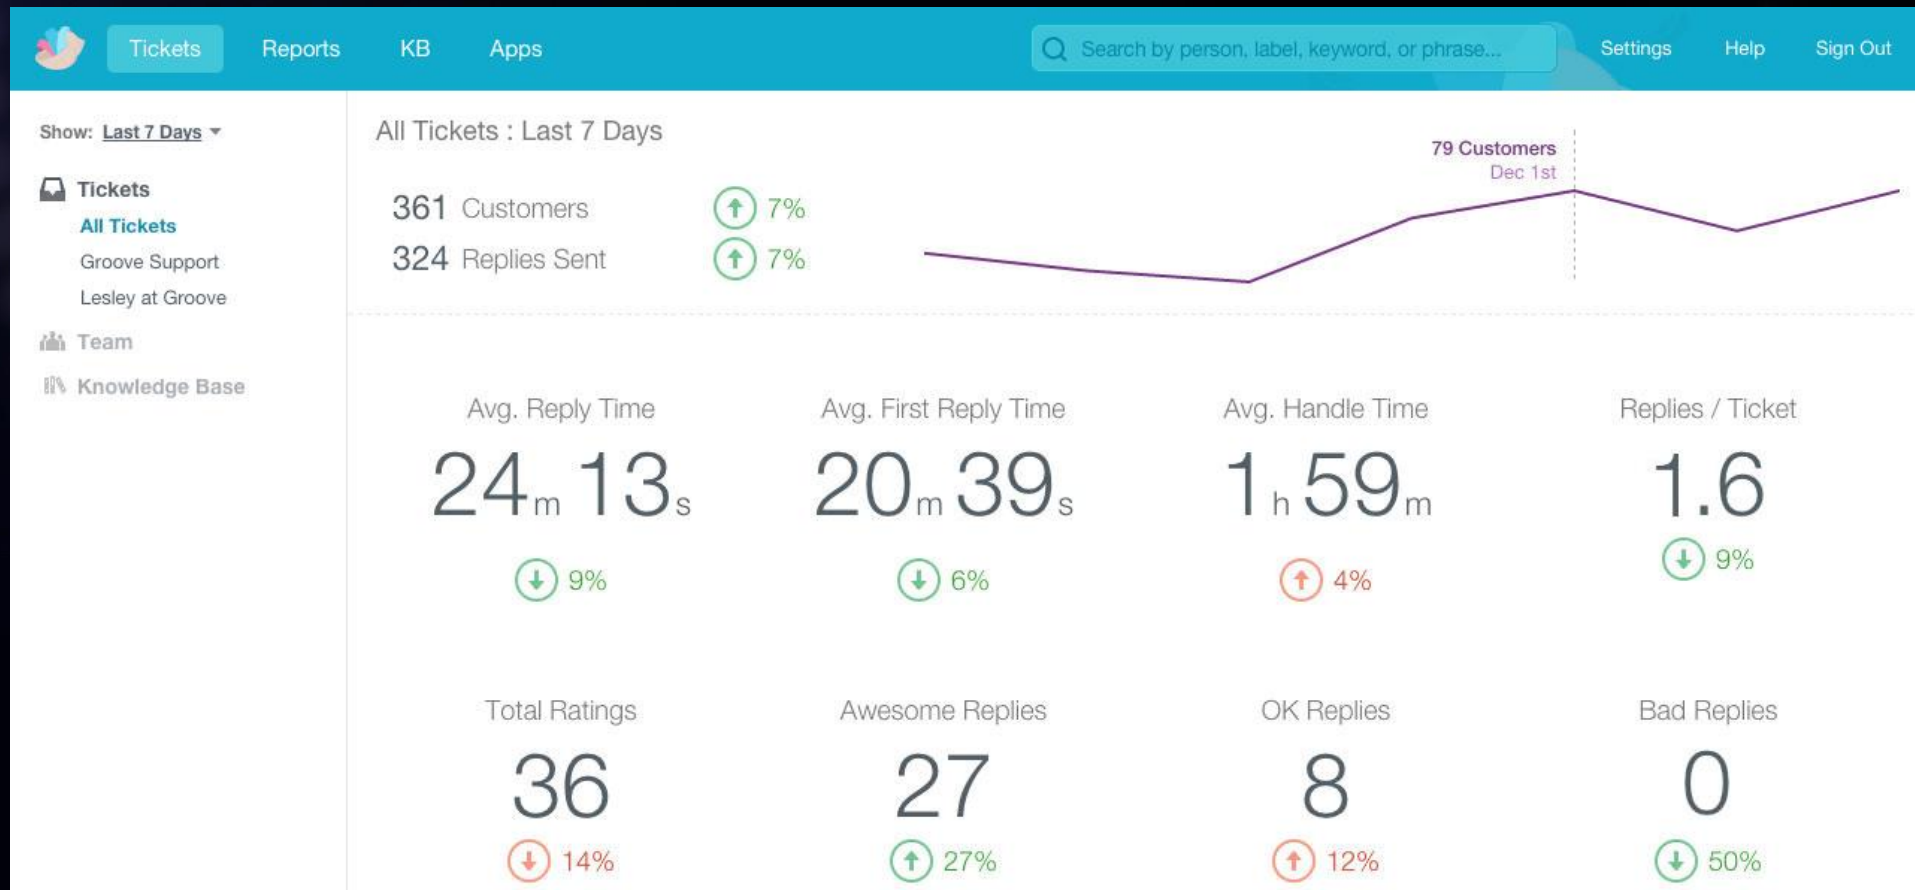 Tickets
Reports
KB
Apps
Search by person, label, keyword, or phrase...
Settings
Help
Sign Out
Show: Last 7 Days
Tickets
All Tickets
Groove Support
Lesley at Groove
Team
Knowledge Base
All Tickets : Last 7 Days
361 Customers
7%
324 Replies Sent
7%
79 Customers
Dec 1st
Avg. Reply Time
24m 13s
9%
Avg. First Reply Time
20m 39s
6%
Avg. Handle Time
1h 59m
4%
Replies / Ticket
1.6
9%
Total Ratings
36
14%
Awesome Replies
27
27%
OK Replies
8
12%
Bad Replies
0
50%